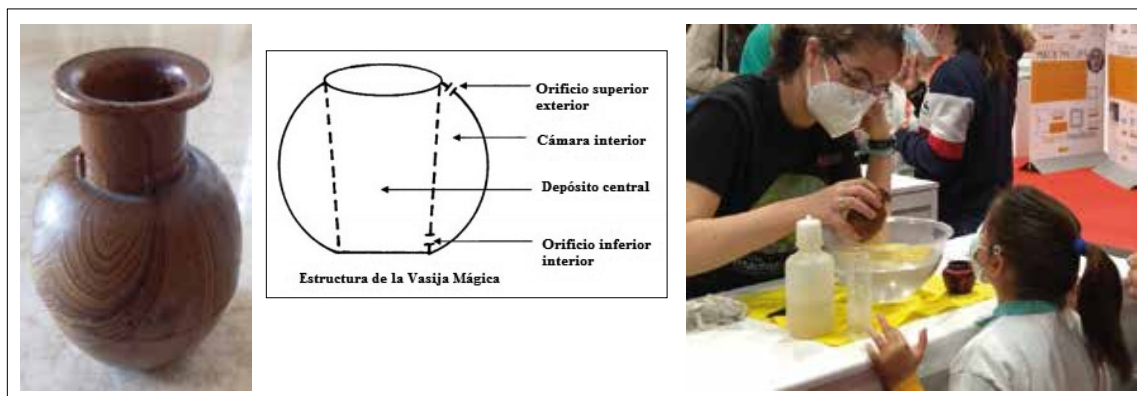 Orificio superior
exterior
Cámara interior
Depósito central
Orificio inferior
interior
Estructura de la Vasija Mágica